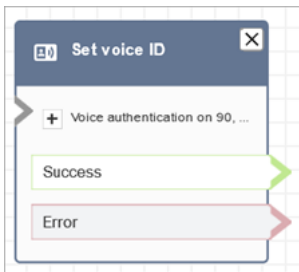 Set voice ID
Voice authentication on 90, ...
Success
Error